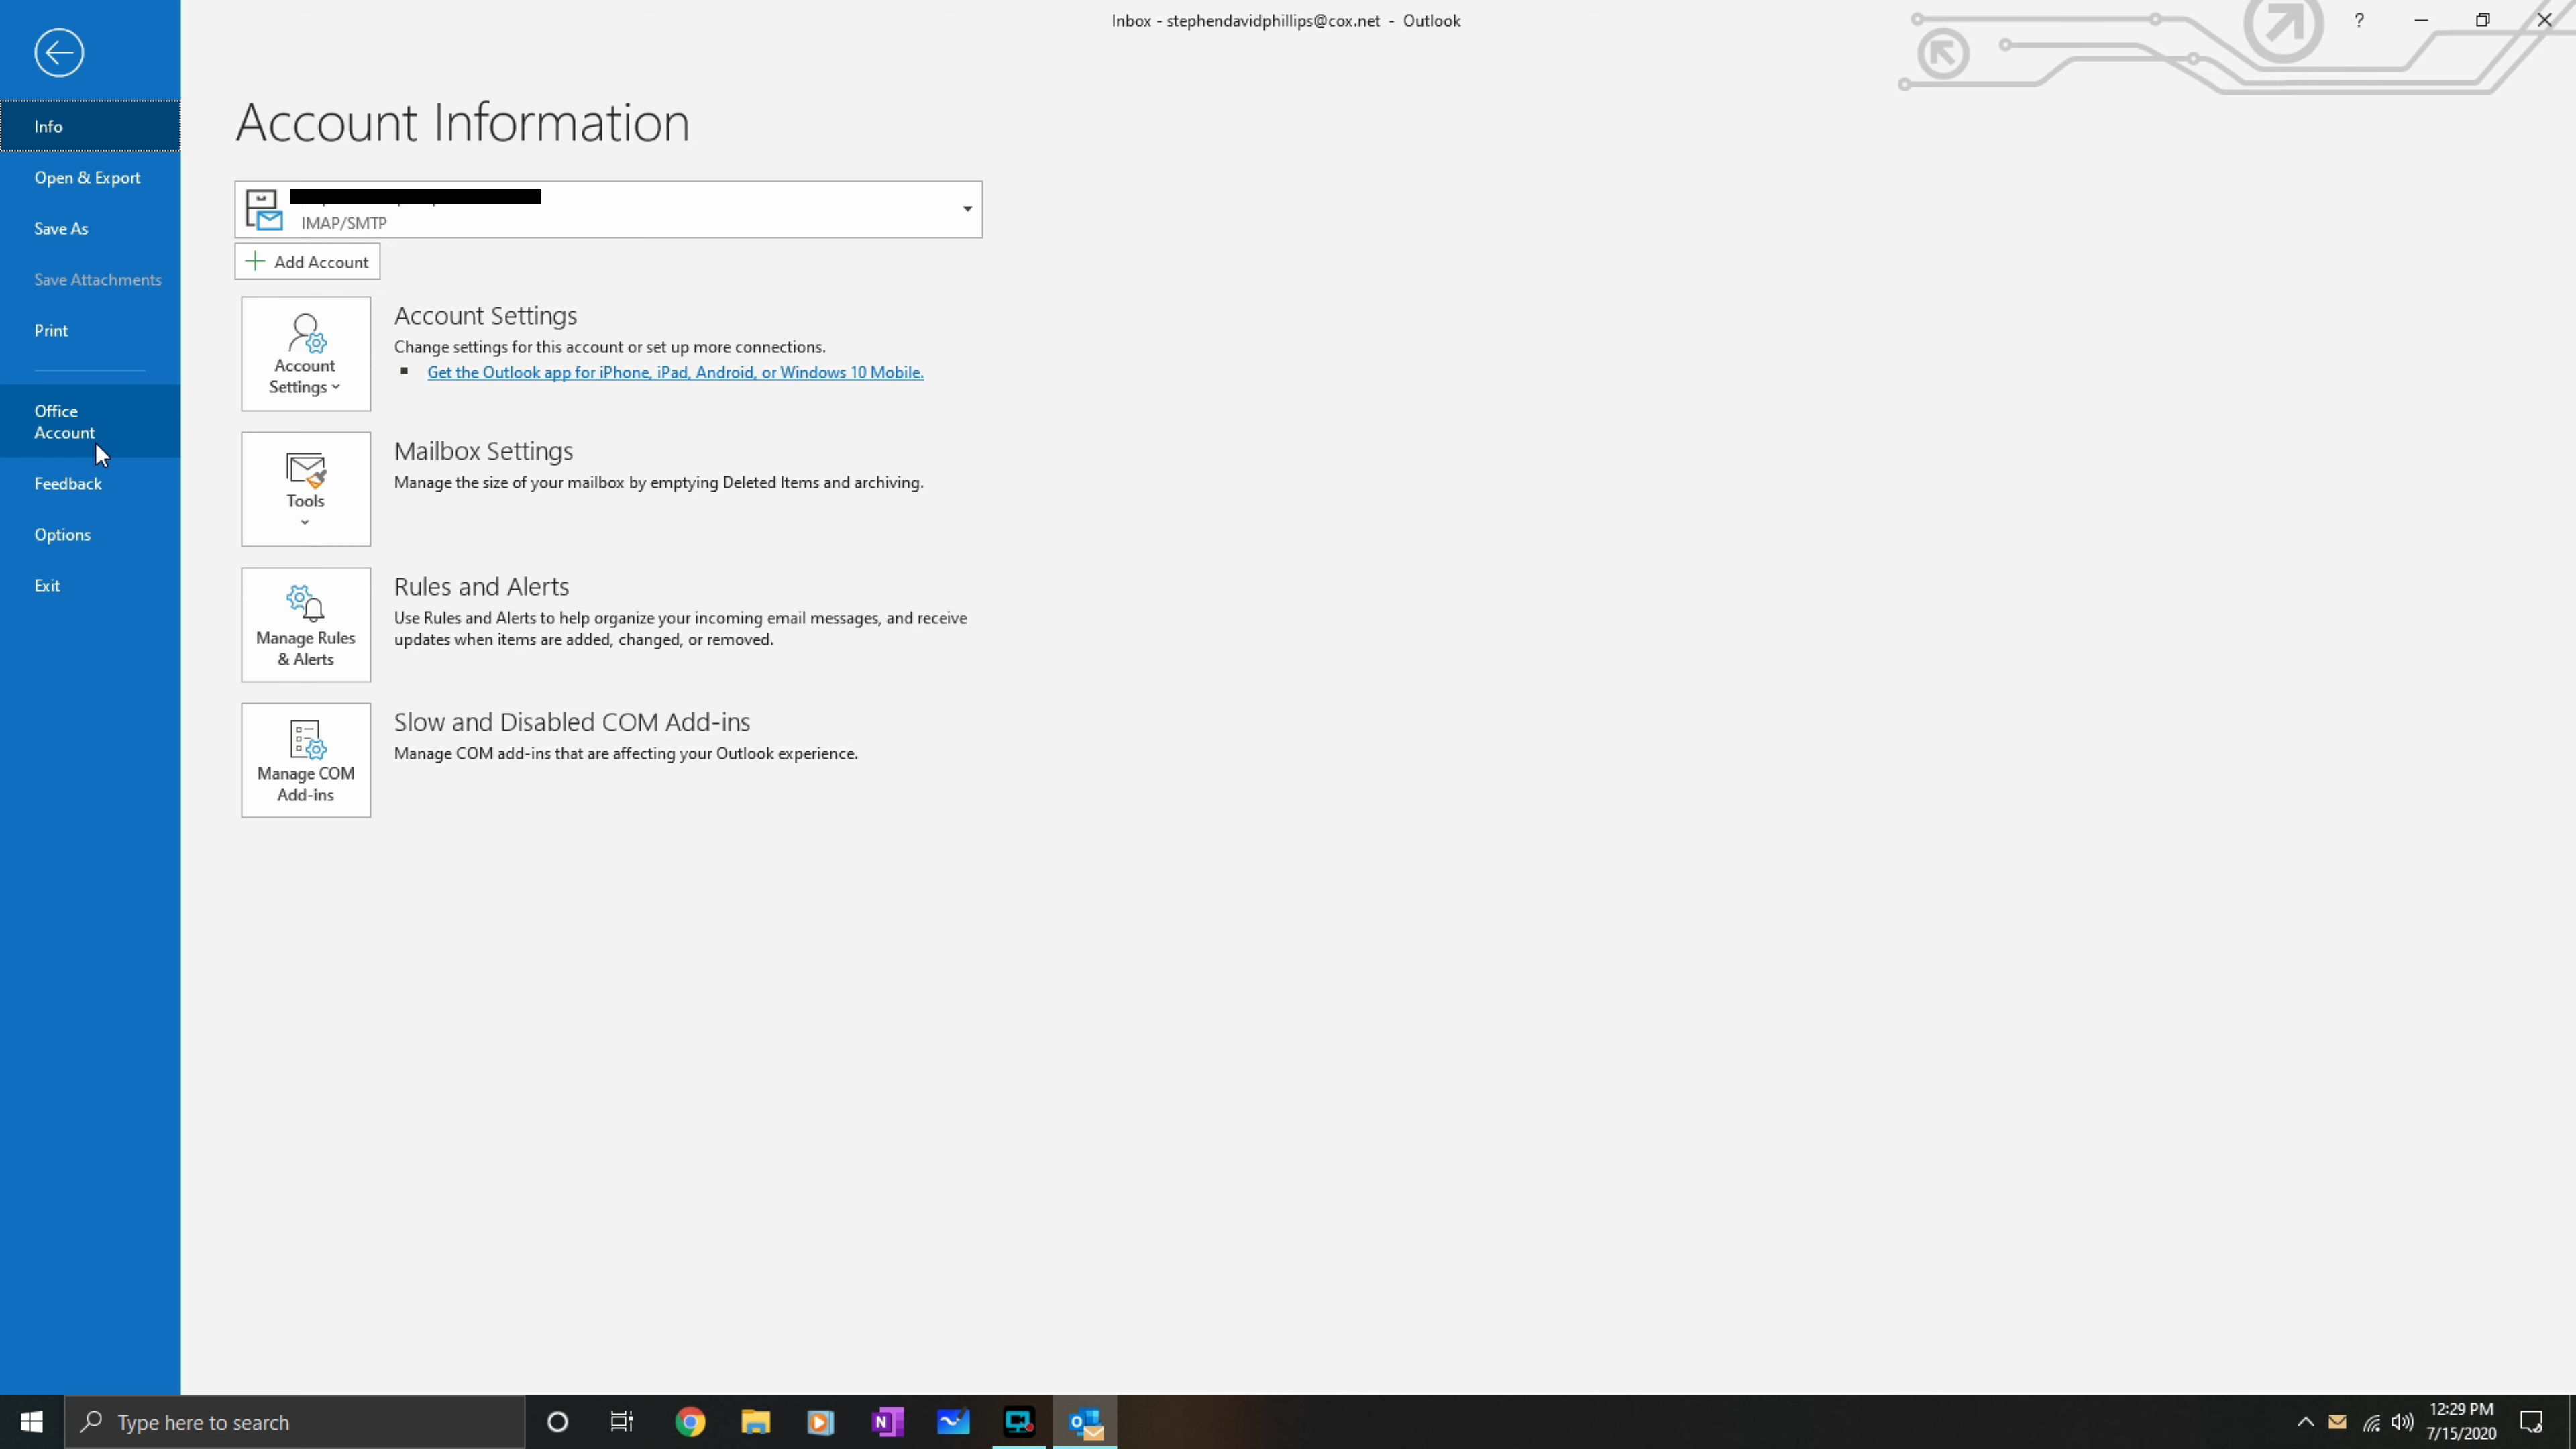 Inbox - stephendavidphillips@cox.net - Outlook
?
Info
Open & Export
Save As
Save Attachments
Print
Office
Account
Feedback
Options
Exit
Account Information
IMAP/SMTP
Add Account
Account
Settings
Account Settings
Change settings for this account or set up more connections.
Get the Outlook app for iPhone, iPad, Android, or Windows 10 Mobile.
Tools
Mailbox Settings
Manage the size of your mailbox by emptying Deleted Items and archiving.
Manage Rules
& Alerts
Rules and Alerts
Use Rules and Alerts to help organize your incoming email messages, and receive
updates when items are added, changed, or removed.
Manage COM
Add-ins
Slow and Disabled COM Add-ins
Manage COM add-ins that are affecting your Outlook experience.
Type here to search
12:29 PM
7/15/2020